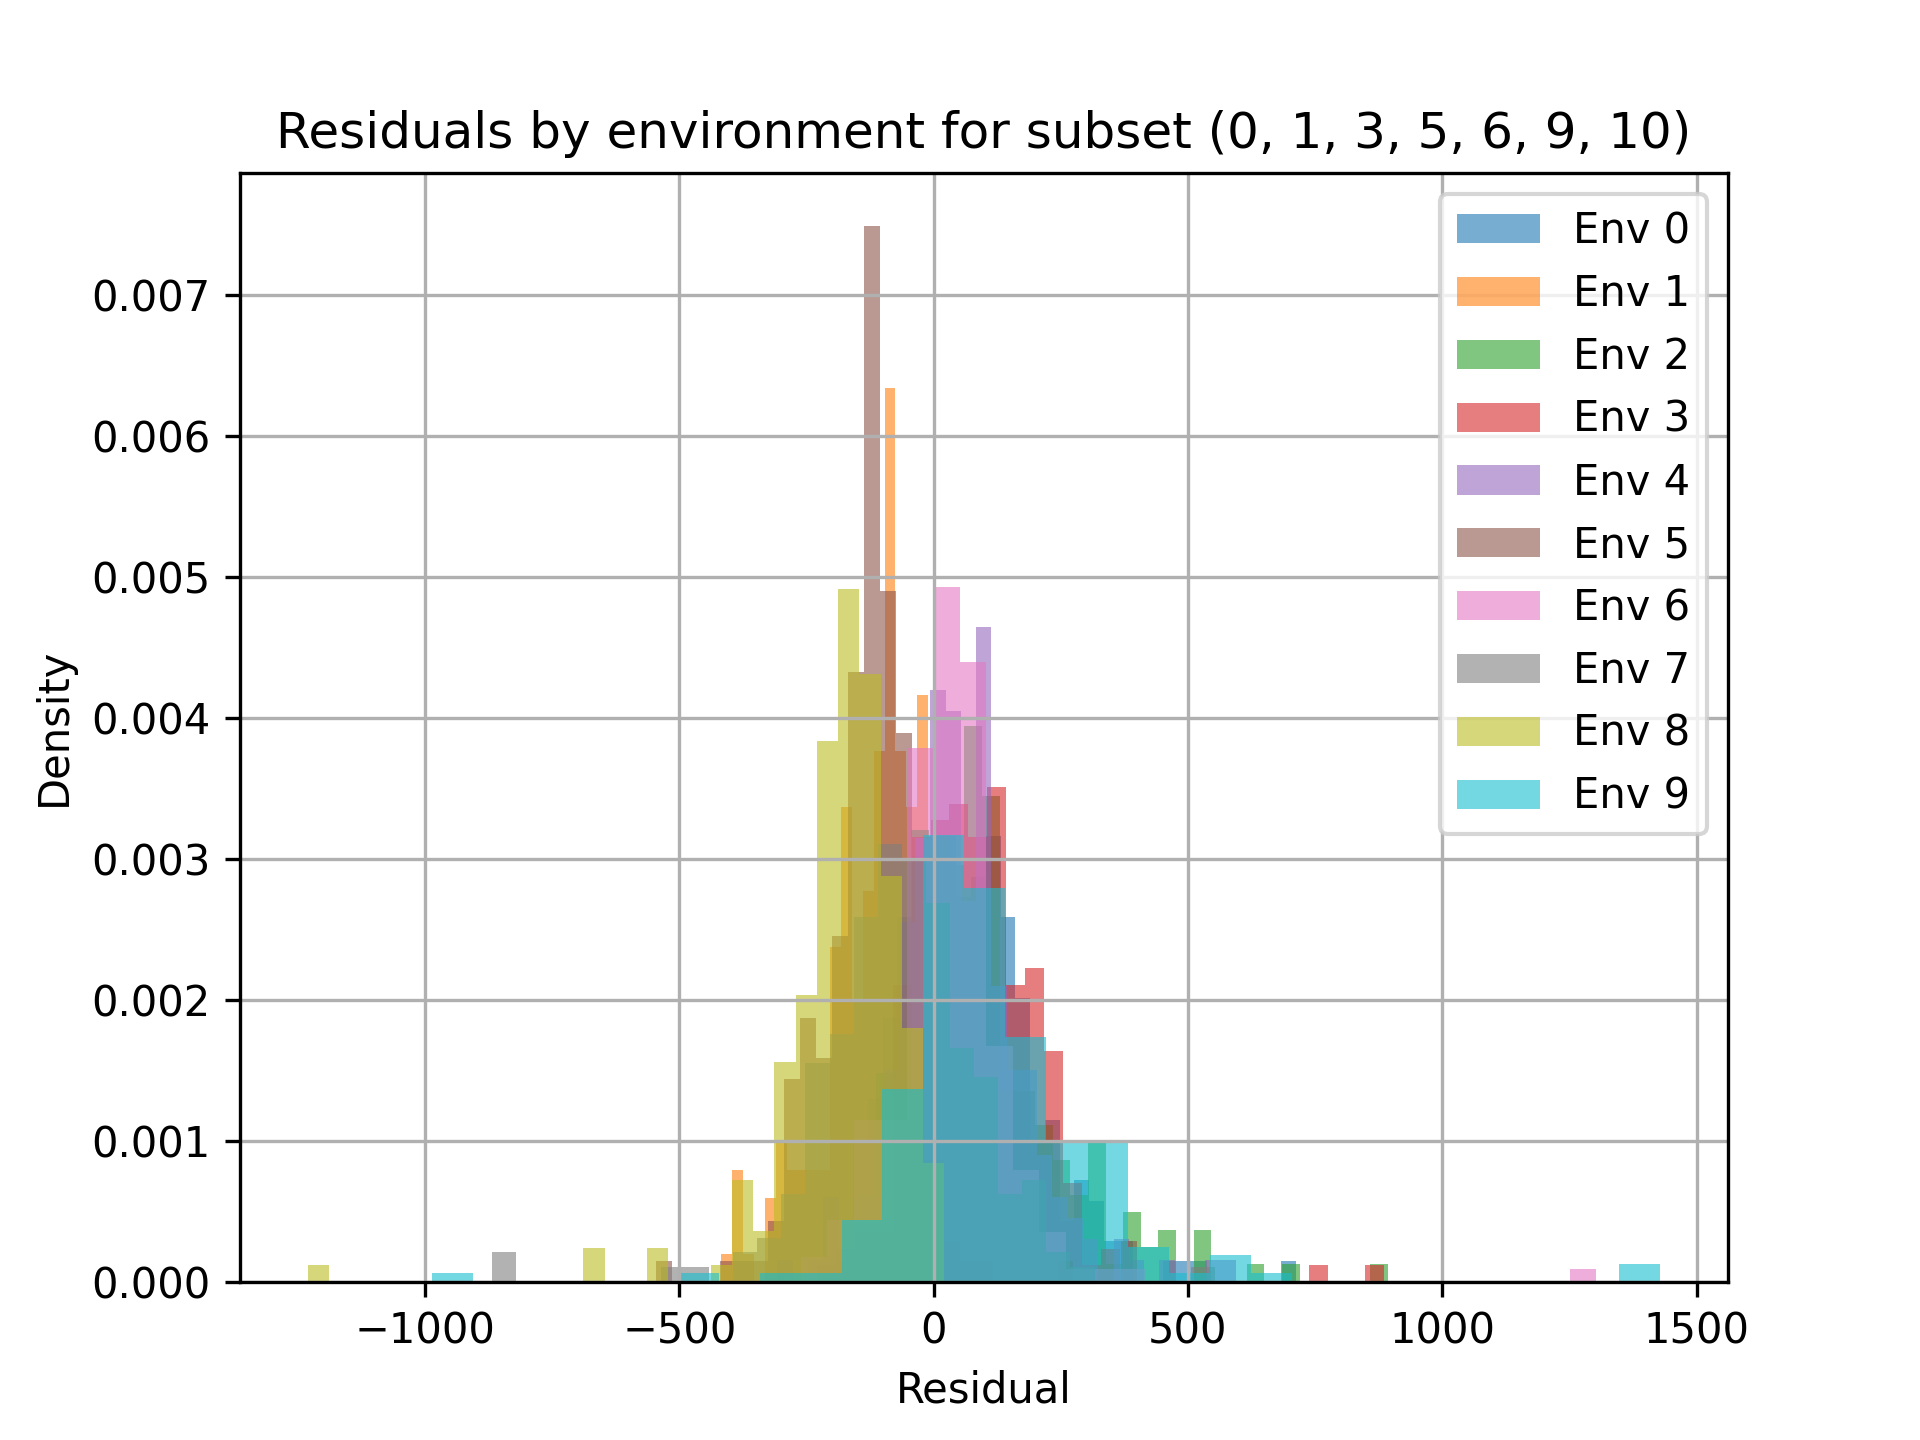 Residuals by environment for subset (0, 1, 3, 5, 6, 9, 10)
Env 0
Env 1
Env 2
Env 3
Env 4
Env 5
Env 6
Env 7
Env 8
Env 9
0.007
0.006
0.005
0.004
0.003
0.002
0.001
0.000
Density
−1000
−500
0
500
1000
1500
Residual